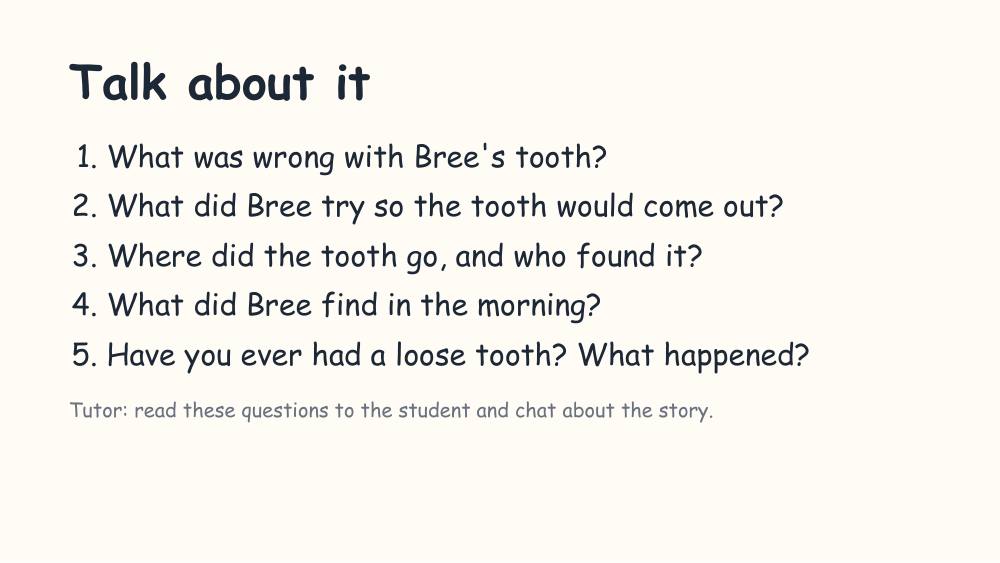 Talk about it
1. What was wrong with Bree's tooth?
2. What did Bree try so the tooth would come out?
3. Where did the tooth go, and who found it?
4. What did Bree find in the morning?
5. Have you ever had a loose tooth? What happened?
Tutor: read these questions to the student and chat about the story.